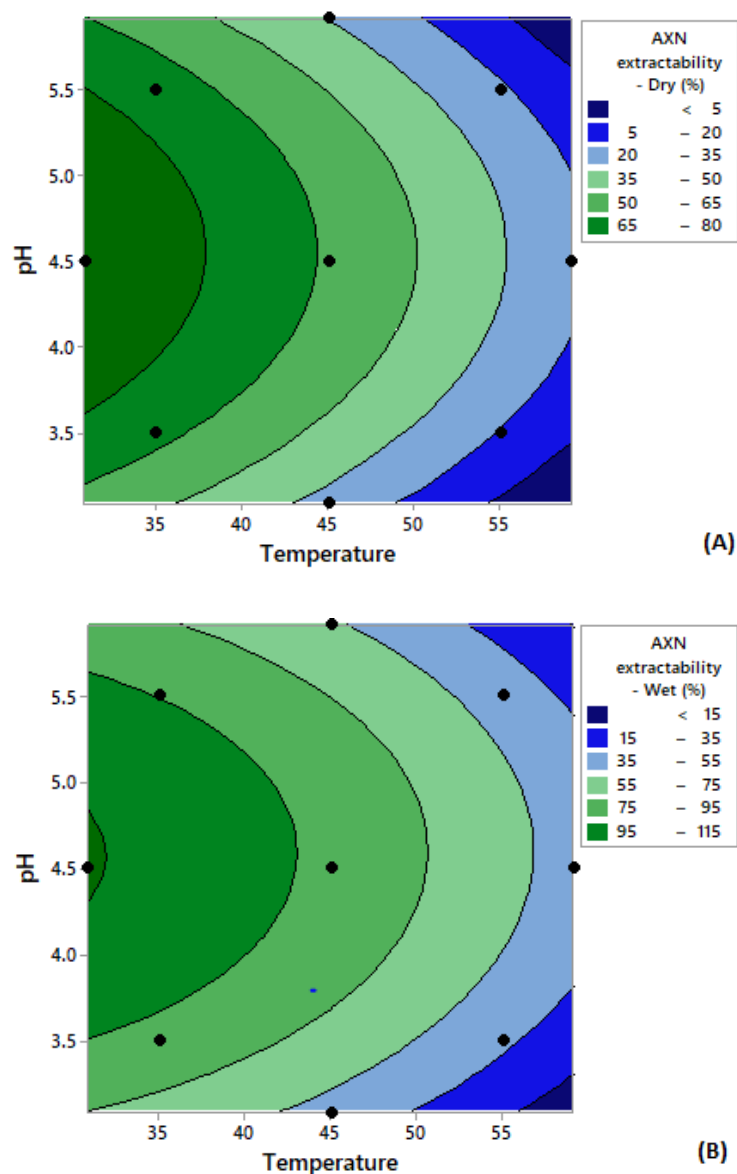 AXN
extractability
- Dry (%)
< 5
5 – 20
20 – 35
35 – 50
50 – 65
65 – 80
5.5
5.0
4.5
4.0
3.5
pH
35 40 45 50 55
Temperature
(A)
AXN
extractability
- Wet (%)
< 15
15 – 35
35 – 55
55 – 75
75 – 95
95 – 115
5.5
5.0
4.5
4.0
3.5
pH
35 40 45 50 55
Temperature
(B)